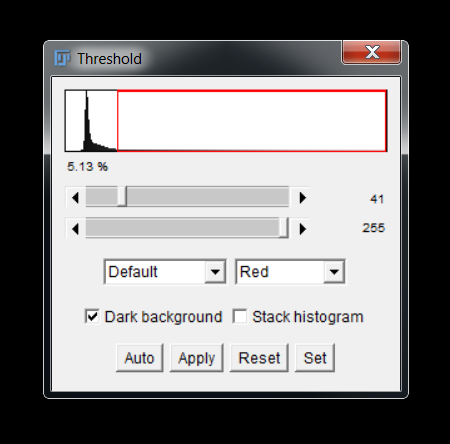 Threshold
5.13 %
41
255
Default Red
Dark background Stack histogram
Auto Apply Reset Set